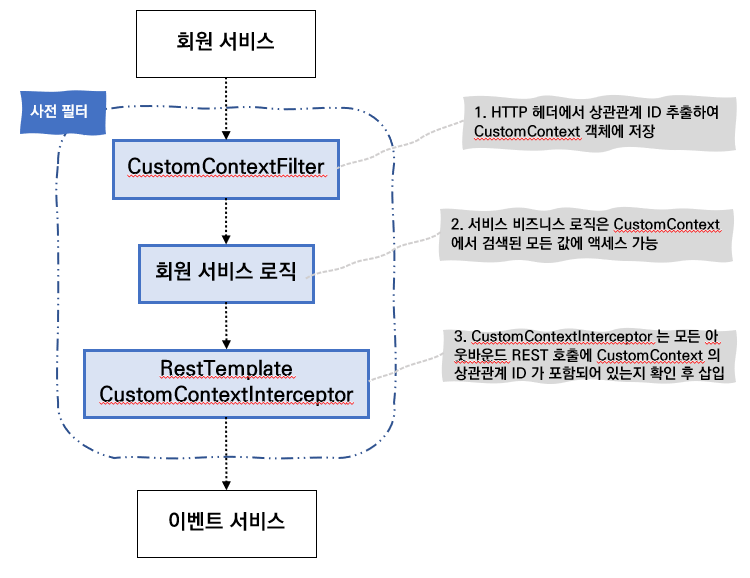 회원 서비스
사전 필터
CustomContextFilter
1. HTTP 헤더에서 상관관계 ID 추출하여
CustomContext 객체에 저장
회원 서비스 로직
2. 서비스 비즈니스 로직은 CustomContext
에서 검색된 모든 값에 액세스 가능
RestTemplate
CustomContextInterceptor
3. CustomContextInterceptor 는 모든 아
웃바운드 REST 호출에 CustomContext 의
상관관계 ID 가 포함되어 있는지 확인 후 삽입
이벤트 서비스